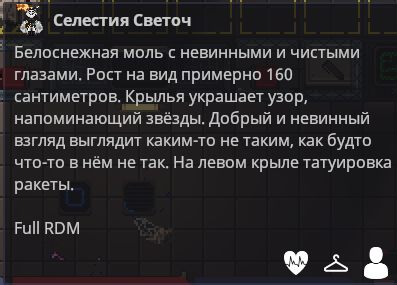 Селестия Светоч
Белоснежная моль с невинными и чистыми
глазами. Рост на вид примерно 160
сантиметров. Крылья украшает узор,
напоминающий звёзды. Добрый и невинный
взгляд выглядит каким-то не таким, как будто
что-то в нём не так. На левом крыле татуировка
ракеты.
Full RDM